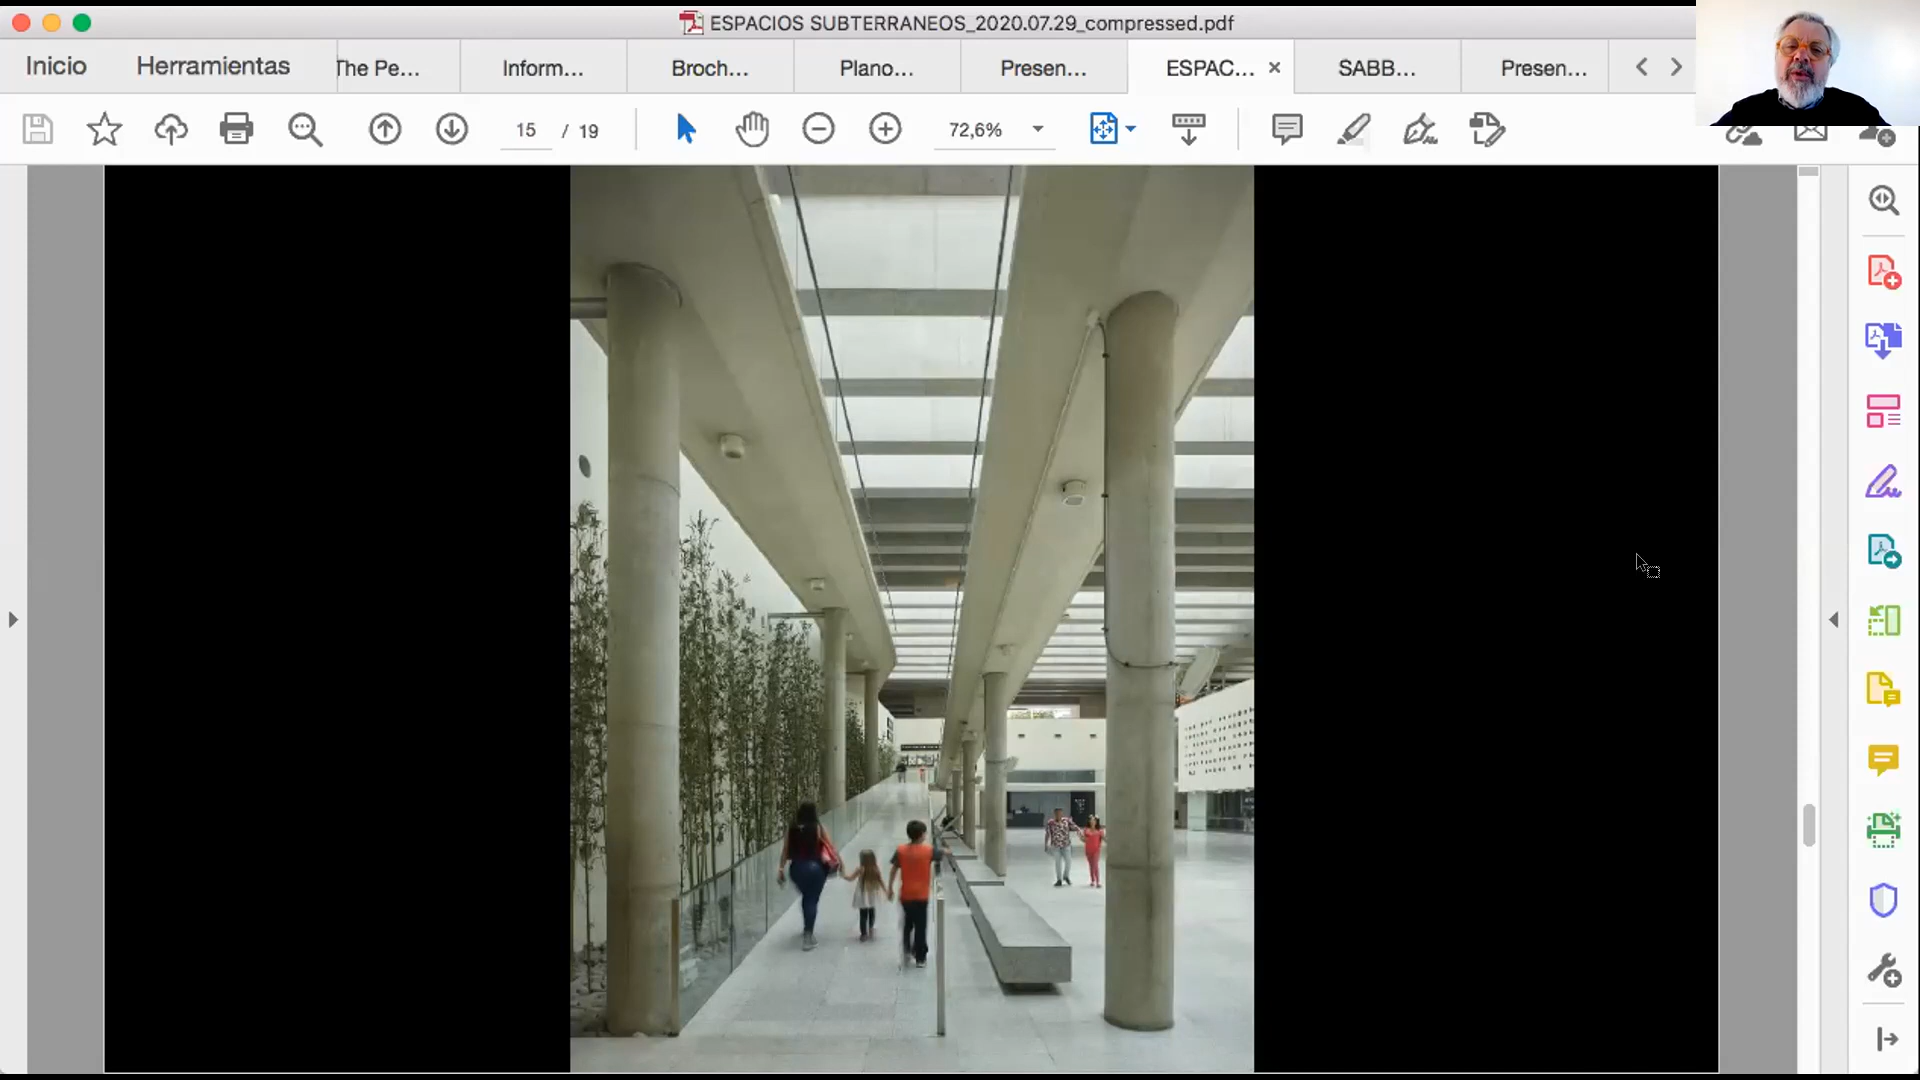 ESPACIOS SUBTERRANEOS_2020.07.29_compressed.pdf
Inicio
Herramientas
The Pe...
Inform...
Broch...
Plano...
Presen...
ESPAC...
SABB...
Presen...
15 / 19
72,6%